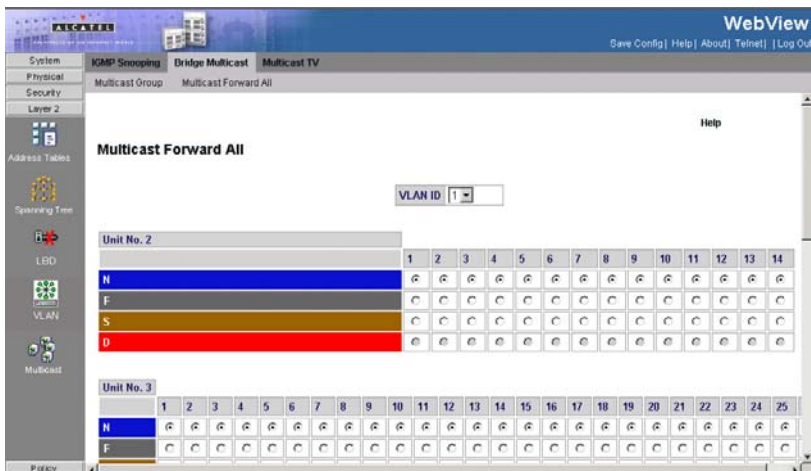 ALCATEL
WebView
Save Config| Help| About| Telnet| |Log Out
System
Physical
Security
Layer 2
Address Tables
Spanning Tree
LBD
VLAN
Multicast
Policy
IGMP Snooping Bridge Multicast Multicast TV
Multicast Group Multicast Forward All
Help
Multicast Forward All
VLAN ID 1
Unit No. 2
1 2 3 4 5 6 7 8 9 10 11 12 13 14
N
F
S
D
Unit No. 3
1 2 3 4 5 6 7 8 9 10 11 12 13 14 15 16 17 18 19 20 21 22 23 24 25
N
F